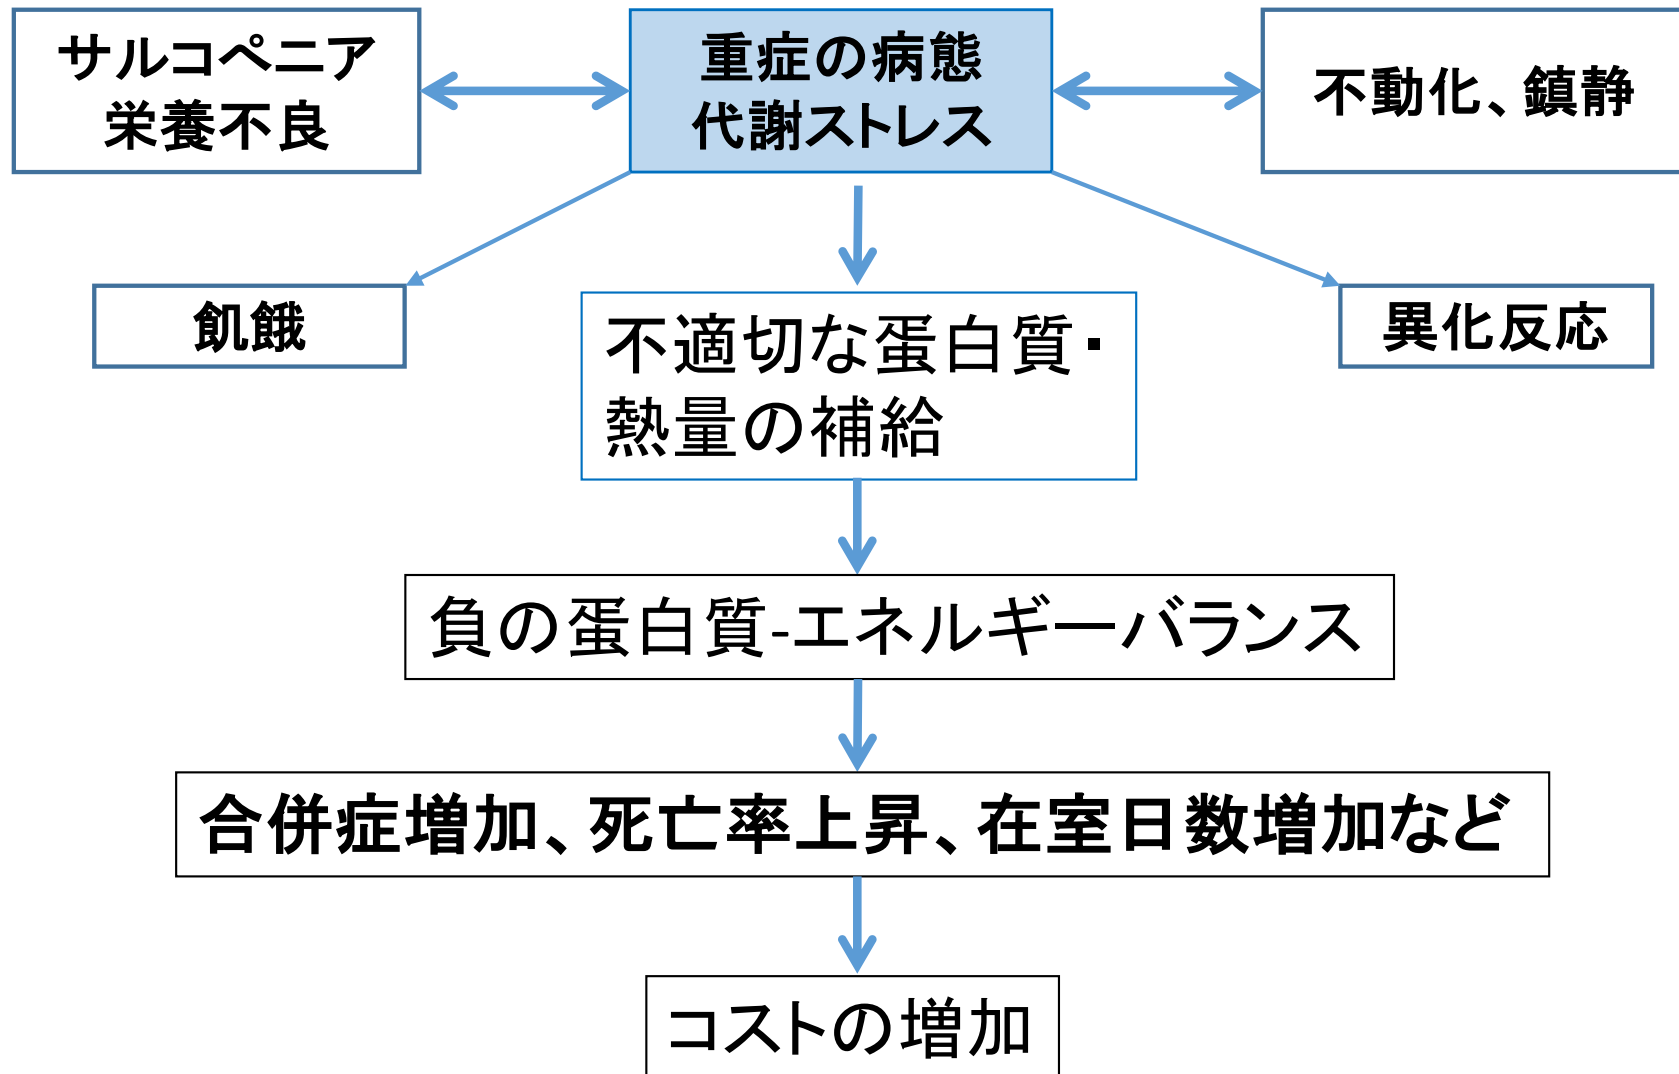 サルコペニア
栄養不良
重症の病態
代謝ストレス
不動化、鎮静
飢餓
不適切な蛋白質・
熱量の補給
異化反応
負の蛋白質-エネルギーバランス
合併症増加、死亡率上昇、在室日数増加など
コストの増加